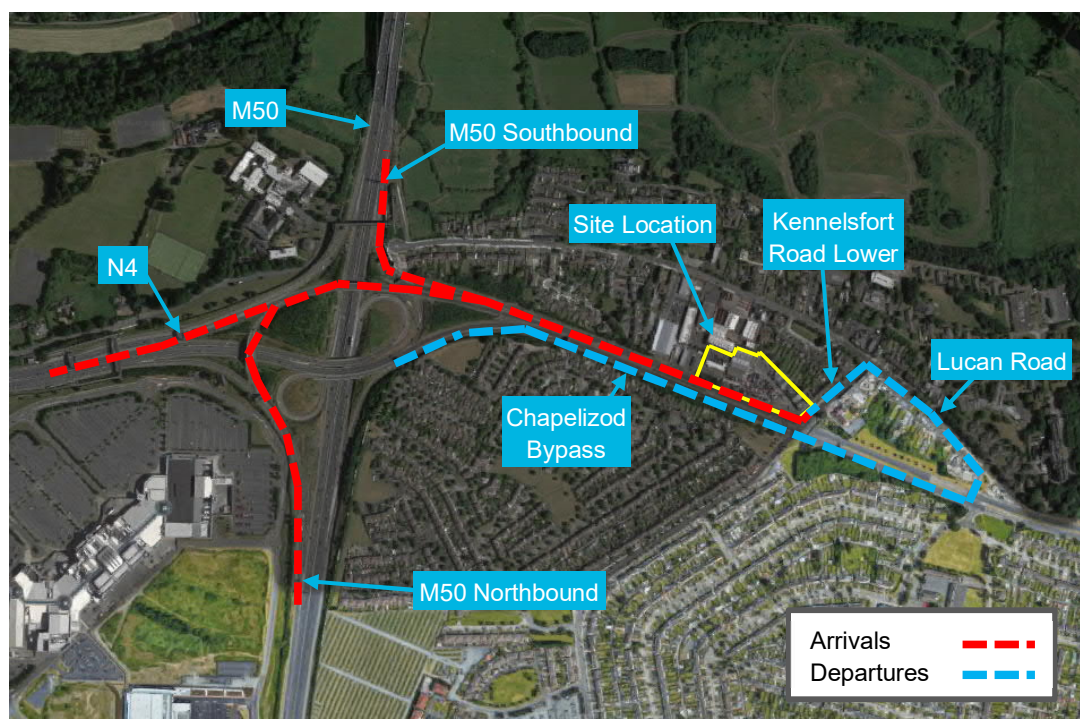 M50
M50 Southbound
Site Location
Kennelsfort
Road Lower
N4
Lucan Road
Chapelizod
Bypass
M50 Northbound
Arrivals
Departures